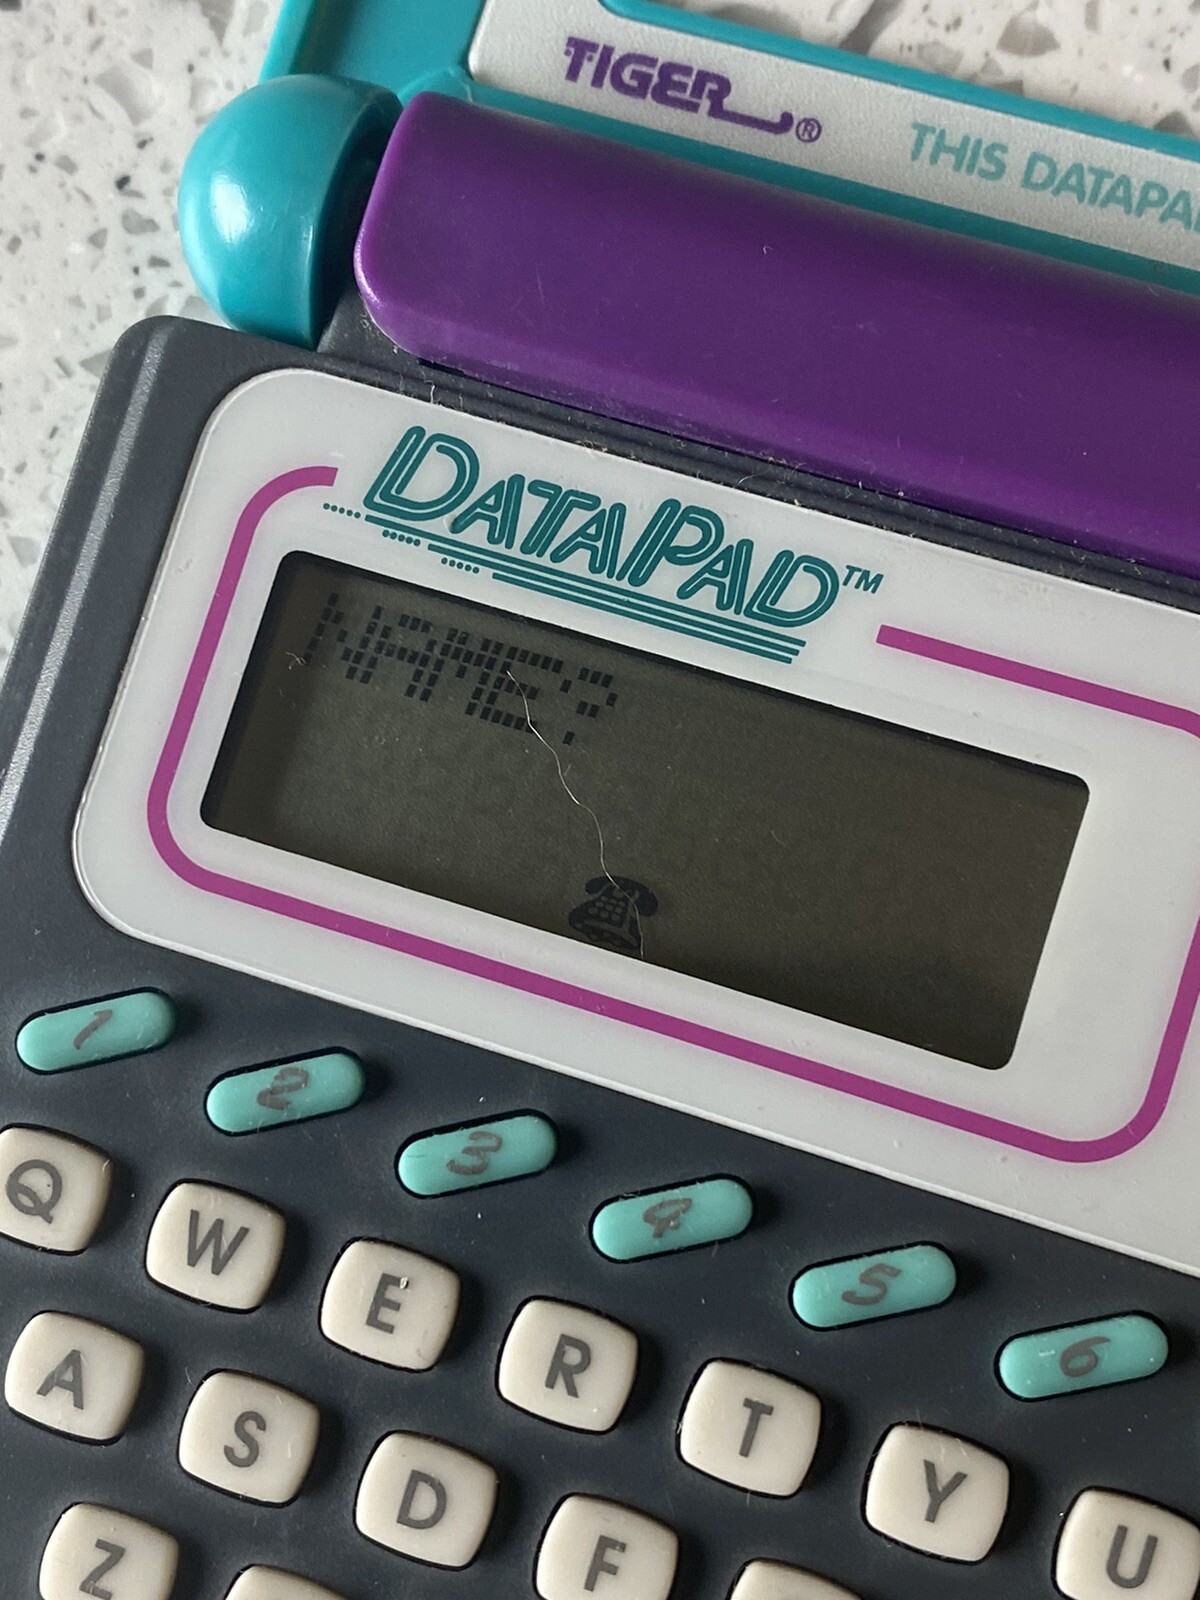 TIGER®
THIS DATAPA
DATAPAD™
NAME?
1 2 3 4 5 6
Q W E R T Y U
A S D F
Z